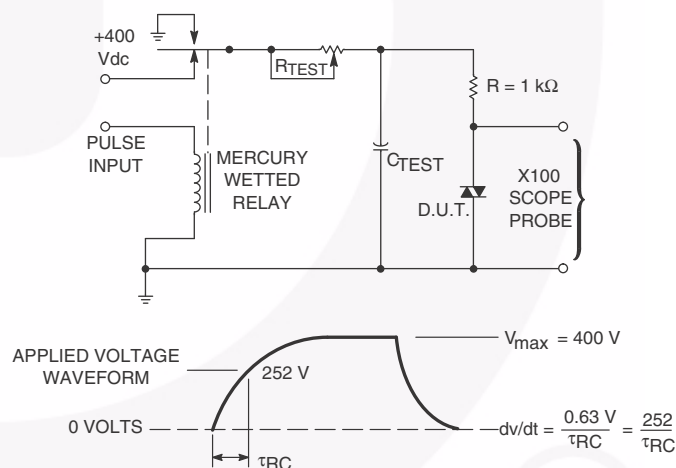 +400
Vdc
PULSE
INPUT
MERCURY
WETTED
RELAY
RTEST
CTEST
R = 1 kΩ
D.U.T.
X100
SCOPE
PROBE
Vmax = 400 V
APPLIED VOLTAGE
WAVEFORM
252 V
0 VOLTS
dv/dt = 0.63 V / τRC = 252 / τRC
τRC